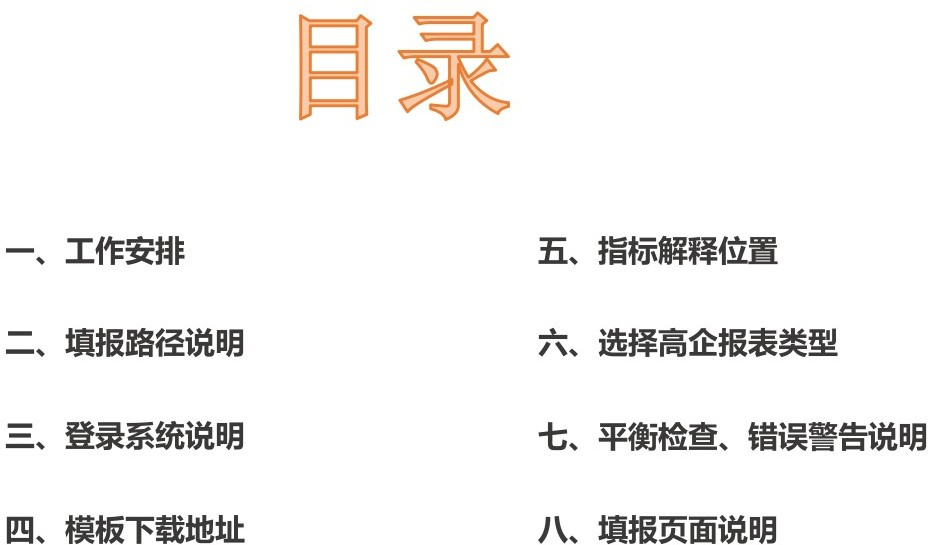 目录
一、工作安排
二、填报路径说明
三、登录系统说明
四、模板下载地址
五、指标解释位置
六、选择高企报表类型
七、平衡检查、错误警告说明
八、填报页面说明